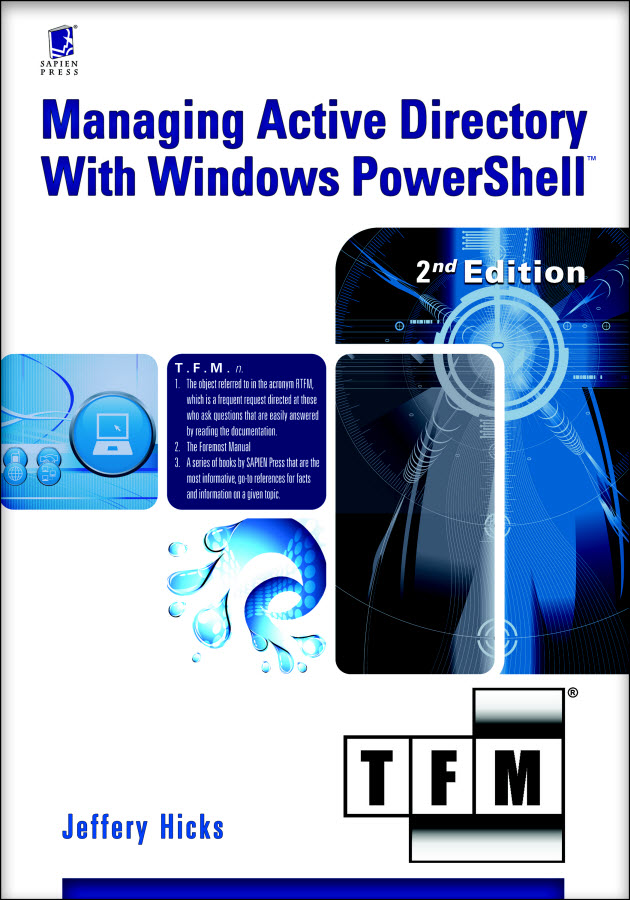 SAPIEN
PRESS
®
Managing Active Directory
With Windows PowerShell™
2nd Edition
T.F.M. n.
1. The object referred to in the acronym RTFM,
which is a frequent request directed at those
who ask questions that are easily answered
by reading the documentation.
2. The Foremost Manual
3. A series of books by SAPIEN Press that are the
most informative, go-to references for facts
and information on a given topic.
®
TFM
Jeffery Hicks